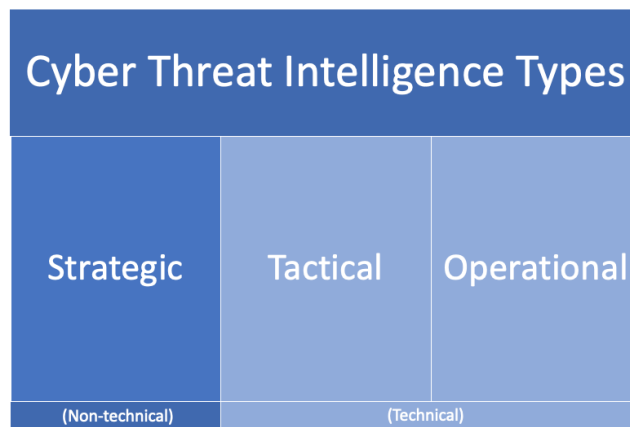 Cyber Threat Intelligence Types
Strategic
Tactical
Operational
(Non-technical)
(Technical)